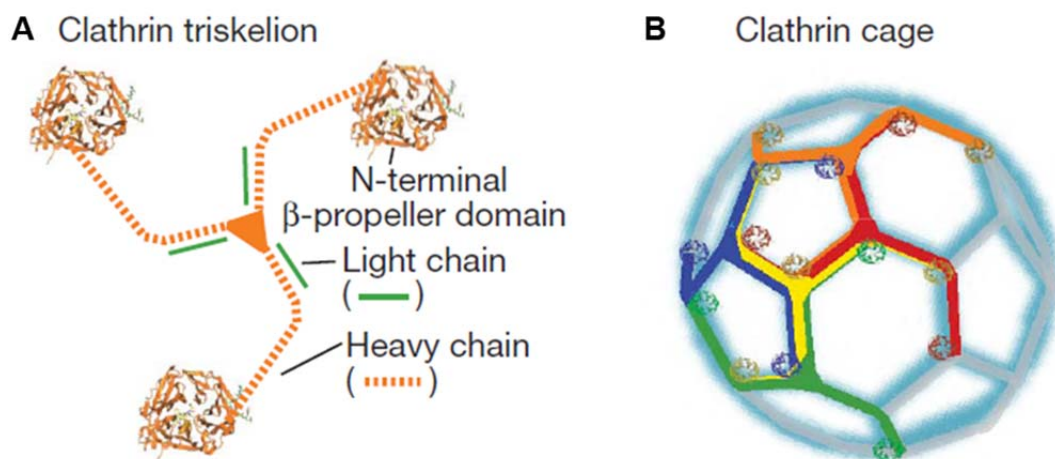 A Clathrin triskelion
N-terminal
β-propeller domain
Light chain
( )
Heavy chain
( )
B Clathrin cage